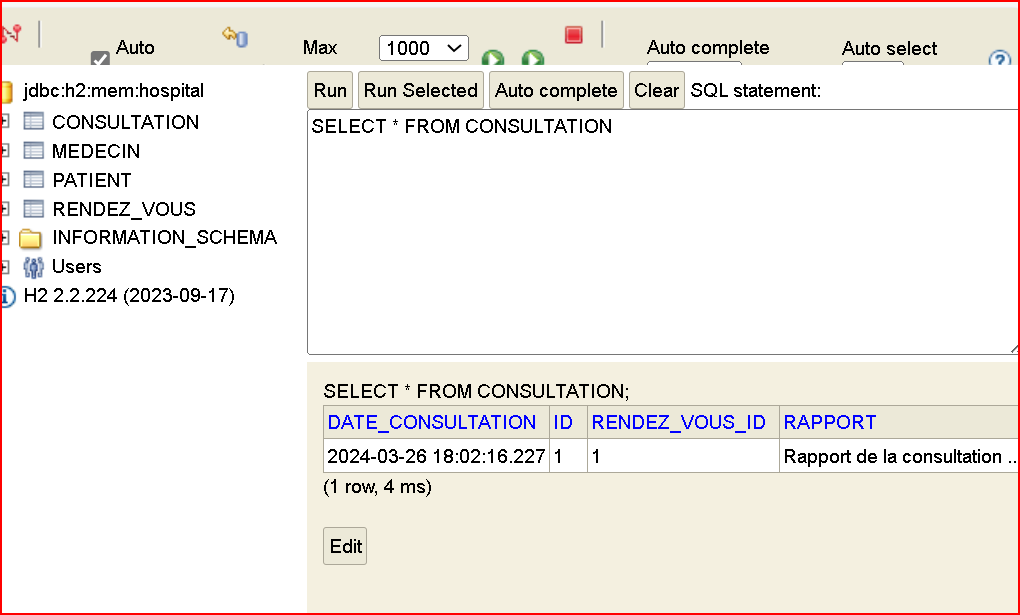 Auto
Max
1000
Auto complete
Auto select
jdbc:h2:mem:hospital
CONSULTATION
MEDECIN
PATIENT
RENDEZ_VOUS
INFORMATION_SCHEMA
Users
H2 2.2.224 (2023-09-17)
Run Run Selected Auto complete Clear SQL statement:
SELECT * FROM CONSULTATION
SELECT * FROM CONSULTATION;
DATE_CONSULTATION ID RENDEZ_VOUS_ID RAPPORT
2024-03-26 18:02:16.227 1 1 Rapport de la consultation ..
(1 row, 4 ms)
Edit